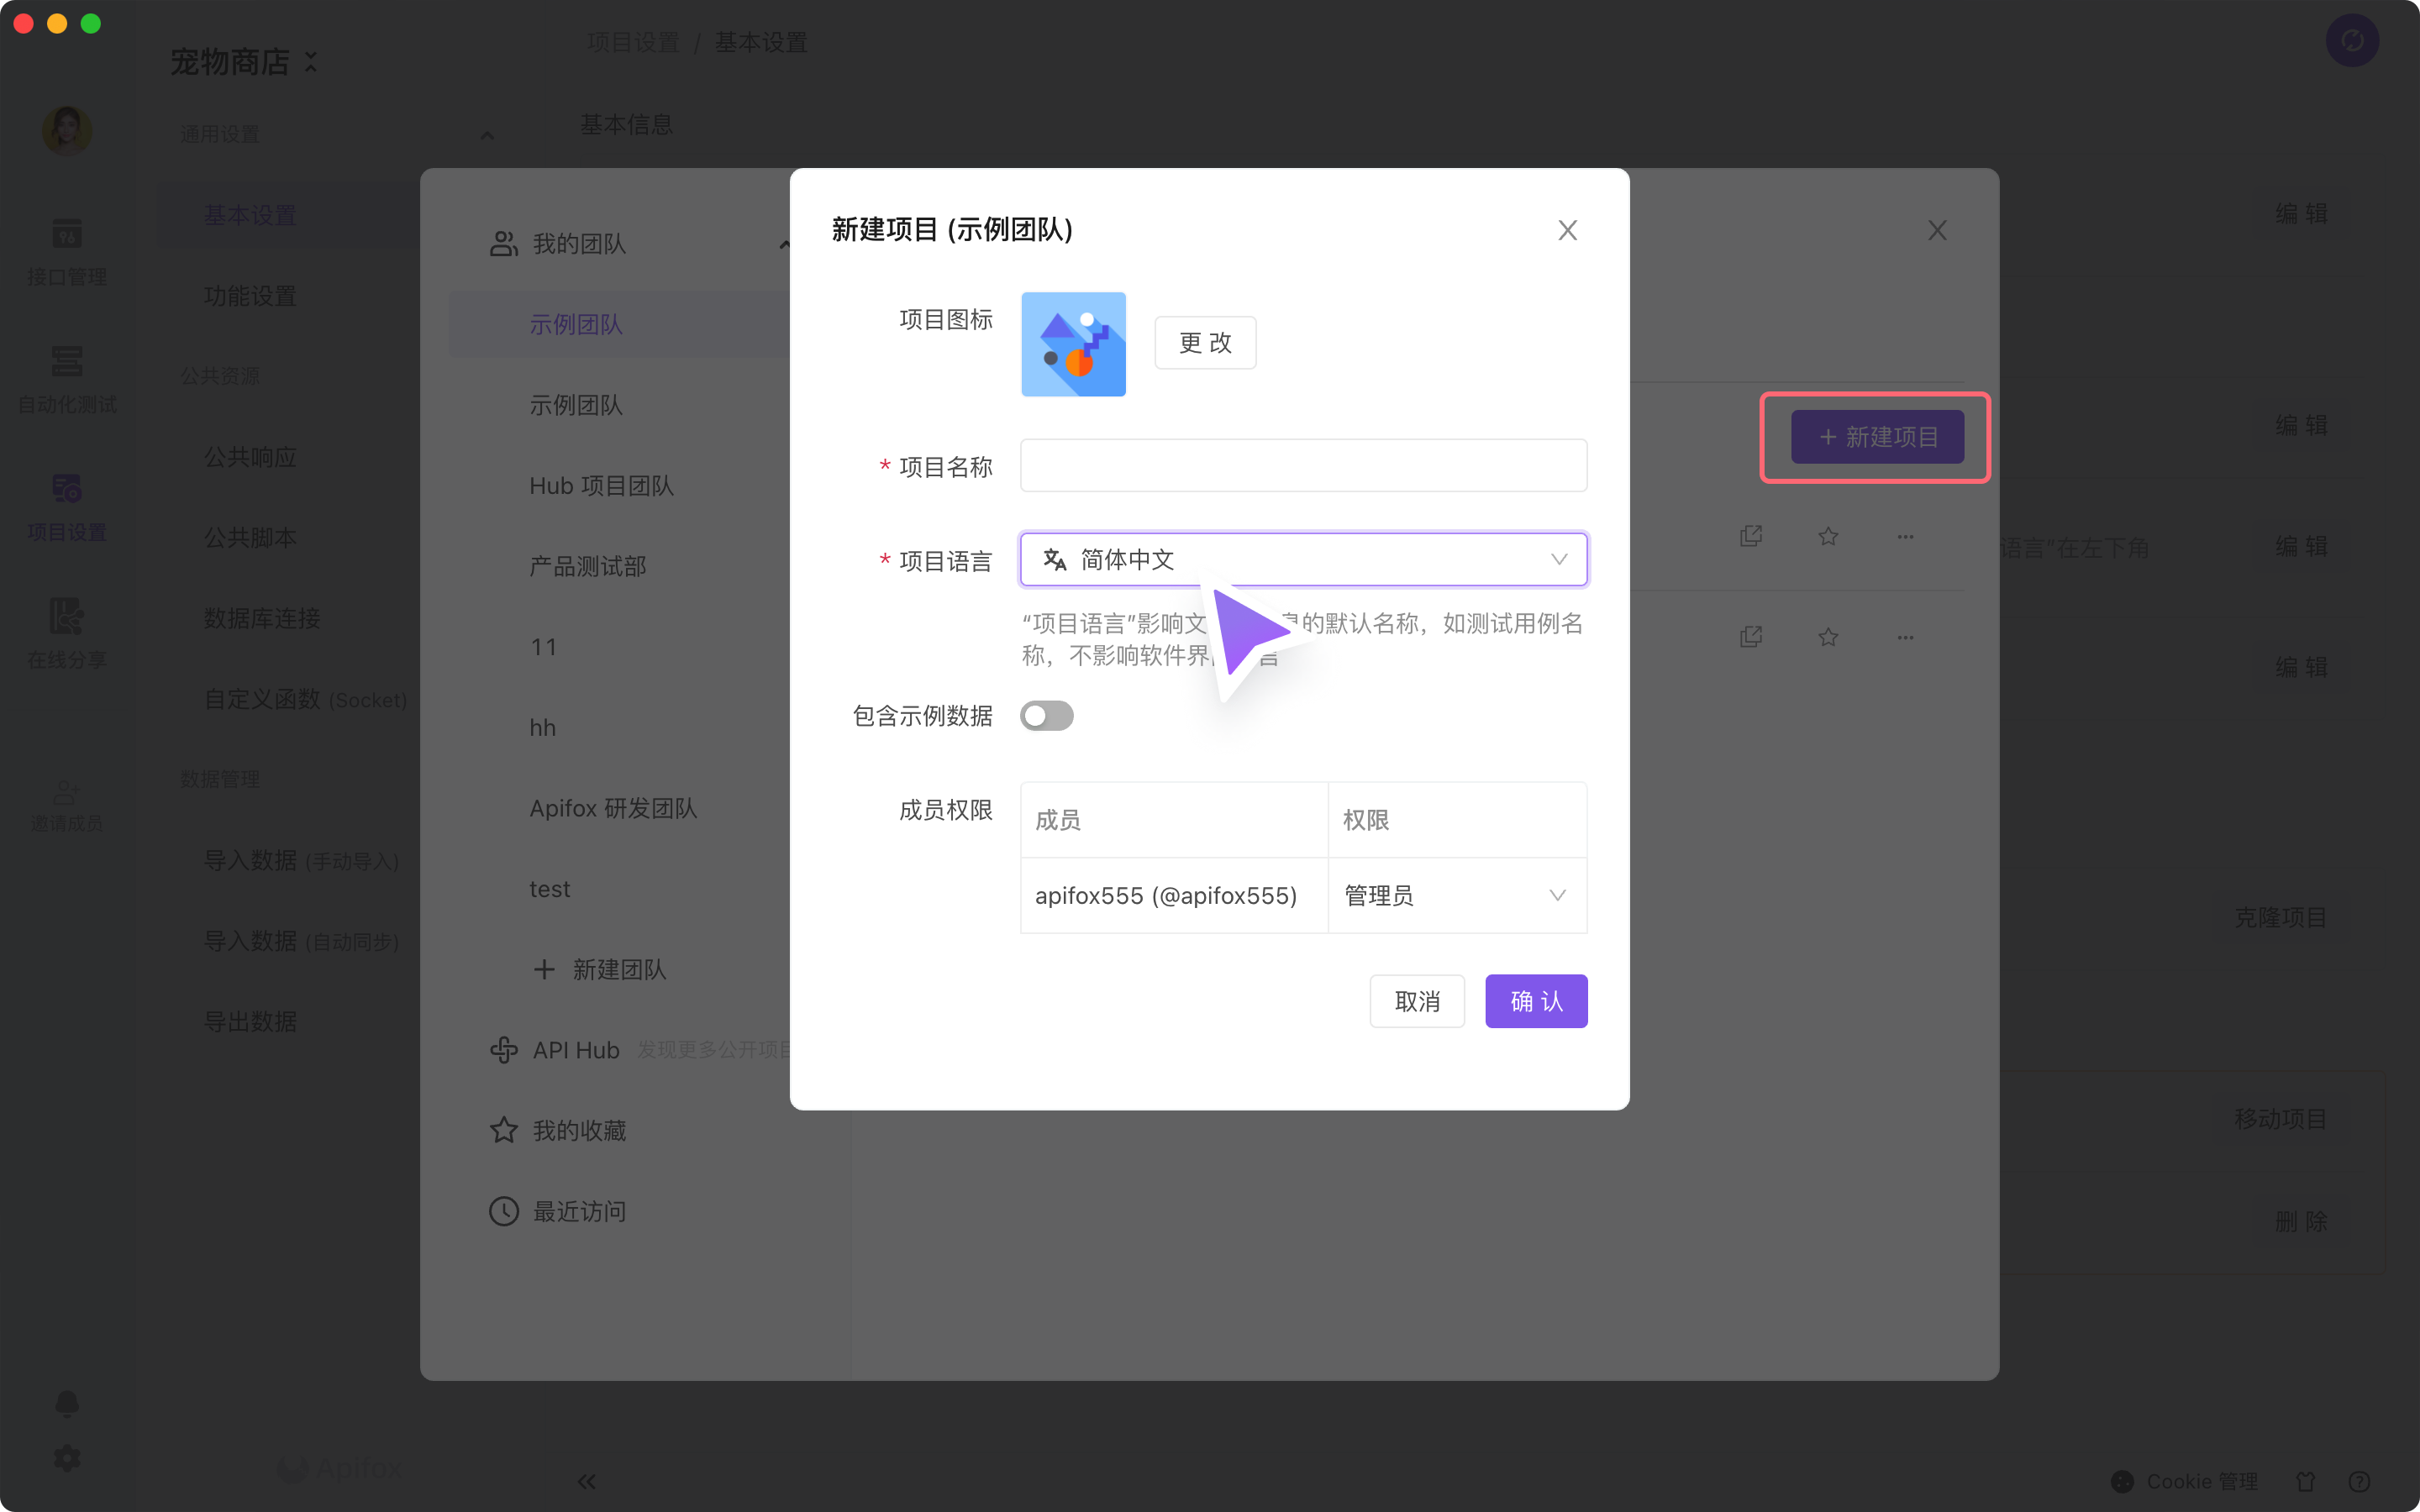 宠物商店
项目设置 / 基本设置
通用设置
基本信息
基本设置
功能设置
公共资源
公共响应
公共脚本
数据库连接
自定义函数 (Socket)
数据管理
导入数据 (手动导入)
导入数据 (自动同步)
导出数据
接口管理
自动化测试
项目设置
在线分享
邀请成员
我的团队
示例团队
示例团队
Hub 项目团队
产品测试部
11
hh
Apifox 研发团队
test
+ 新建团队
API Hub 发现更多公开项目
我的收藏
最近访问
新建项目 (示例团队)
项目图标
更 改
* 项目名称
* 项目语言
简体中文
“项目语言”影响文 息的默认名称，如测试用例名
称，不影响软件界 言
包含示例数据
成员权限
成员 权限
apifox555 (@apifox555) 管理员
取消 确 认
+ 新建项目
编 辑
编 辑
语言”在左下角 编 辑
编 辑
克隆项目
移动项目
删 除
Apifox
Cookie 管理